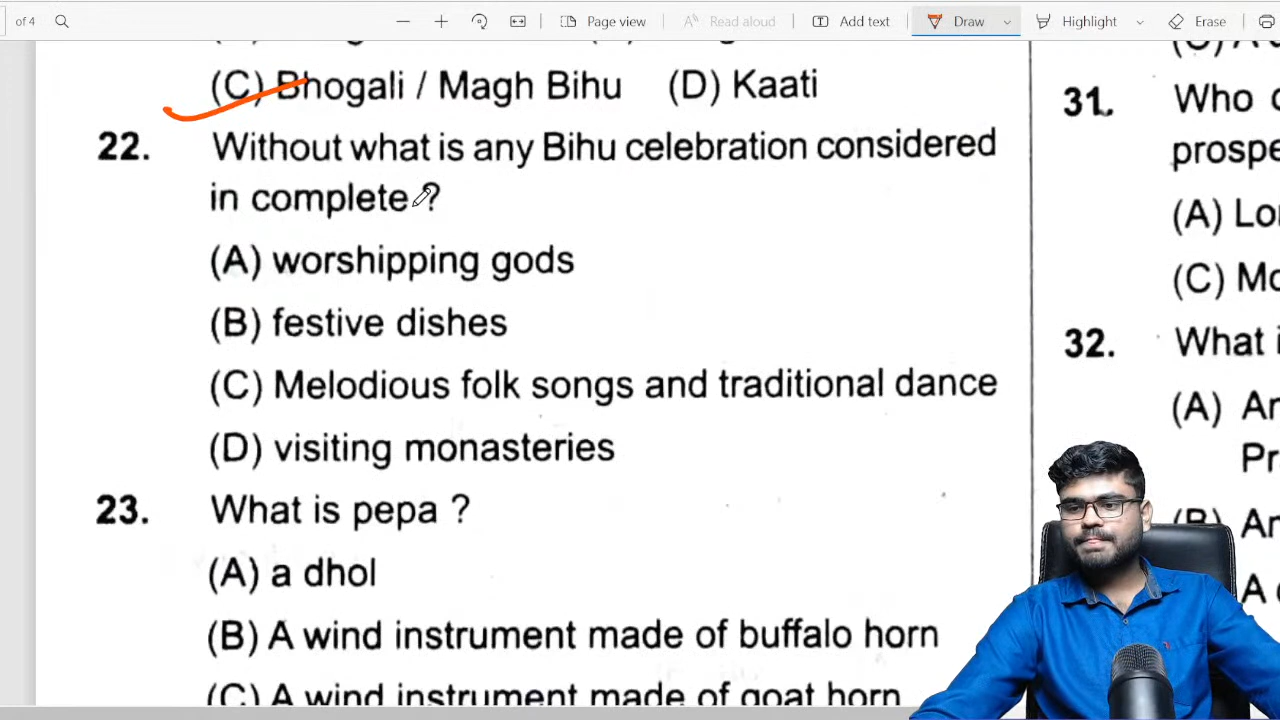 of 4
Page view
Read aloud
Add text
Draw
Highlight
Erase
(C) Bhogali / Magh Bihu (D) Kaati
22. Without what is any Bihu celebration considered
in complete ?
(A) worshipping gods
(B) festive dishes
(C) Melodious folk songs and traditional dance
(D) visiting monasteries
23. What is pepa ?
(A) a dhol
(B) A wind instrument made of buffalo horn
(C) A wind instrument made of goat horn
31. Who
prospe
(A) Lo
(C) Mo
32. What i
(A) Ar
Pr
(B) Ar
A